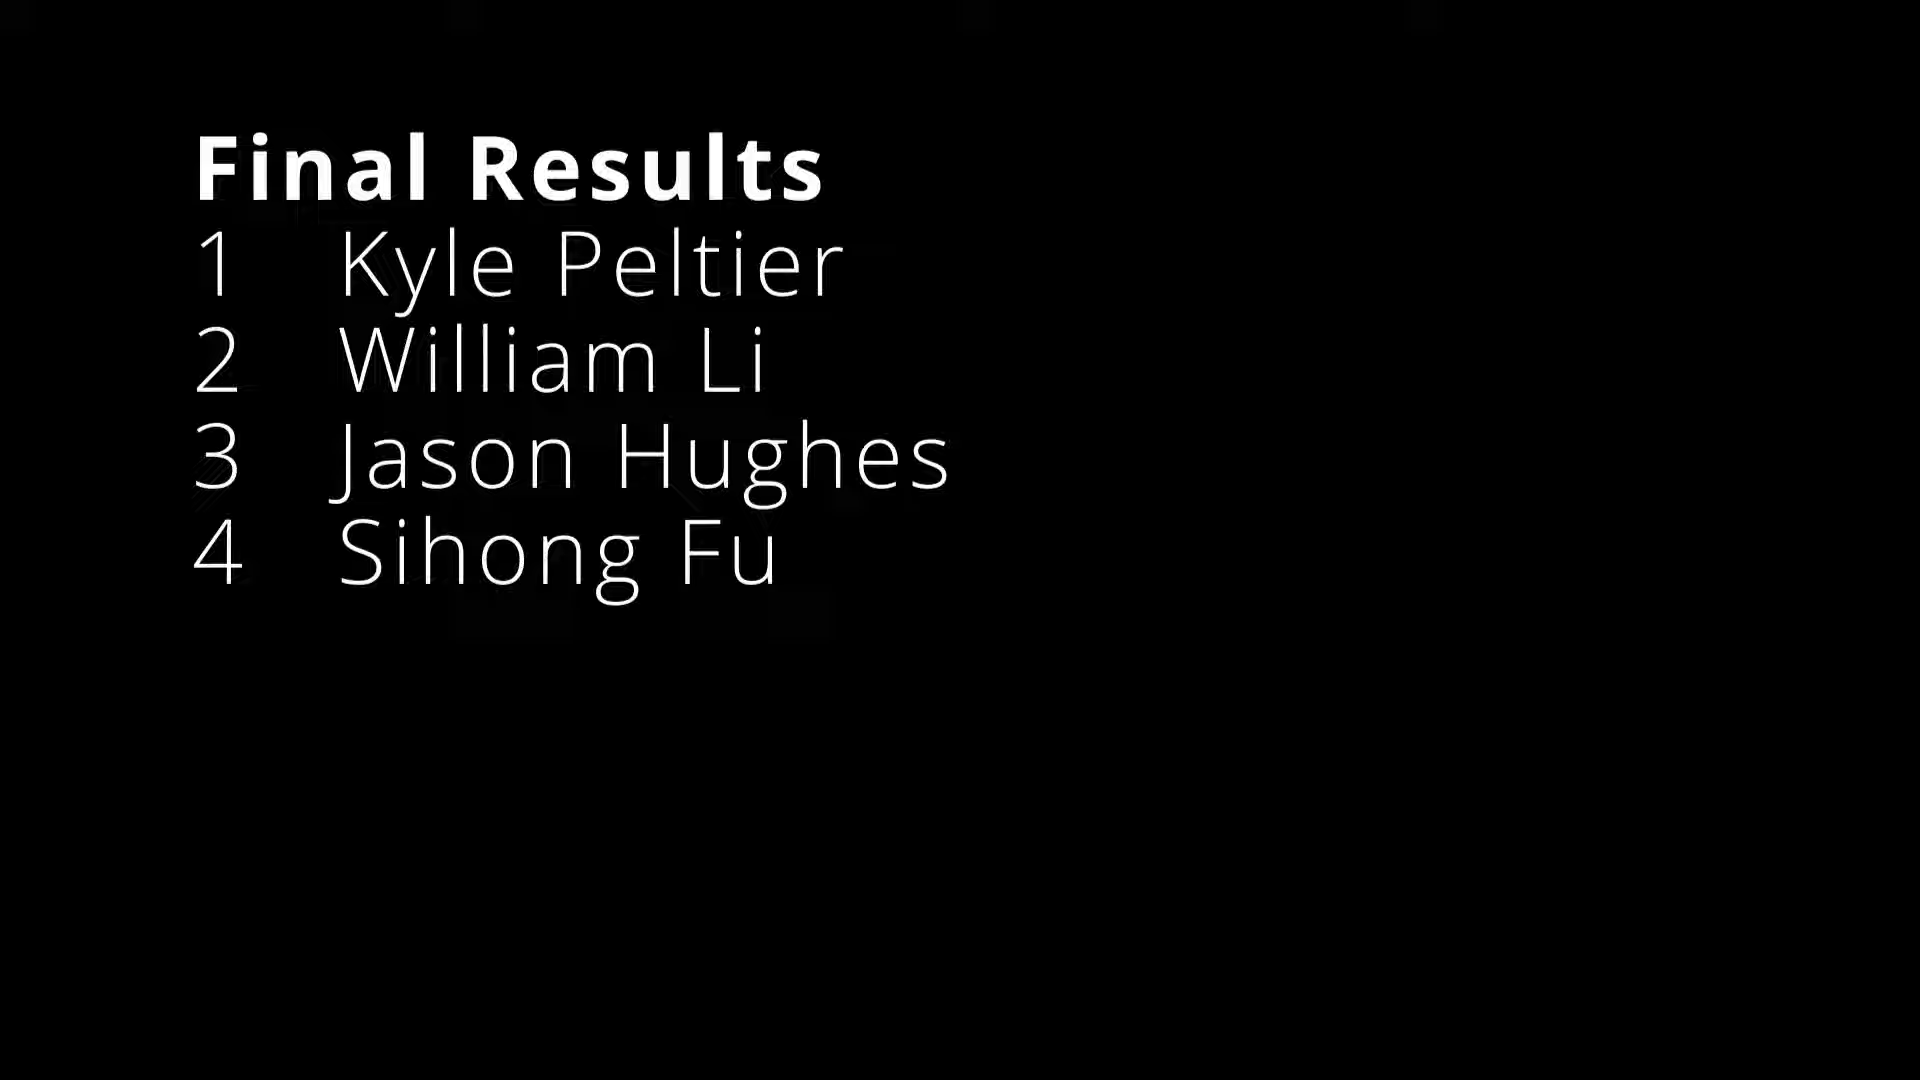 Final Results
1 Kyle Peltier
2 William Li
3 Jason Hughes
4 Sihong Fu